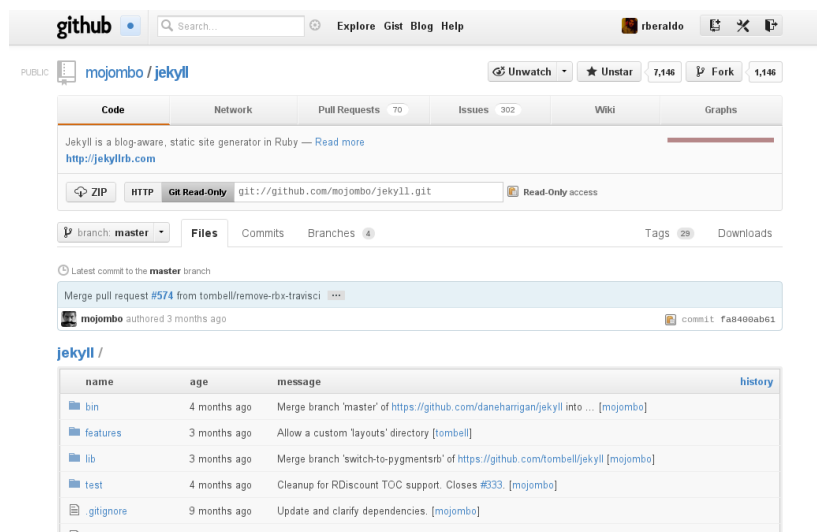 github Search... Explore Gist Blog Help rberaldo
PUBLIC mojombo / jekyll Unwatch Unstar 7,146 Fork 1,146
Code Network Pull Requests 70 Issues 302 Wiki Graphs
Jekyll is a blog-aware, static site generator in Ruby — Read more
http://jekyllrb.com
ZIP HTTP Git Read-Only git://github.com/mojombo/jekyll.git Read-Only access
branch: master Files Commits Branches 4 Tags 29 Downloads
Latest commit to the master branch
Merge pull request #574 from tombell/remove-rbx-travisci ...
mojombo authored 3 months ago commit fa8400ab61
jekyll /
name age message history
bin 4 months ago Merge branch 'master' of https://github.com/daneharrigan/jekyll into … [mojombo]
features 3 months ago Allow a custom 'layouts' directory [tombell]
lib 3 months ago Merge branch 'switch-to-pygmentsrb' of https://github.com/tombell/jekyll [mojombo]
test 4 months ago Cleanup for RDiscount TOC support. Closes #333. [mojombo]
.gitignore 9 months ago Update and clarify dependencies. [mojombo]